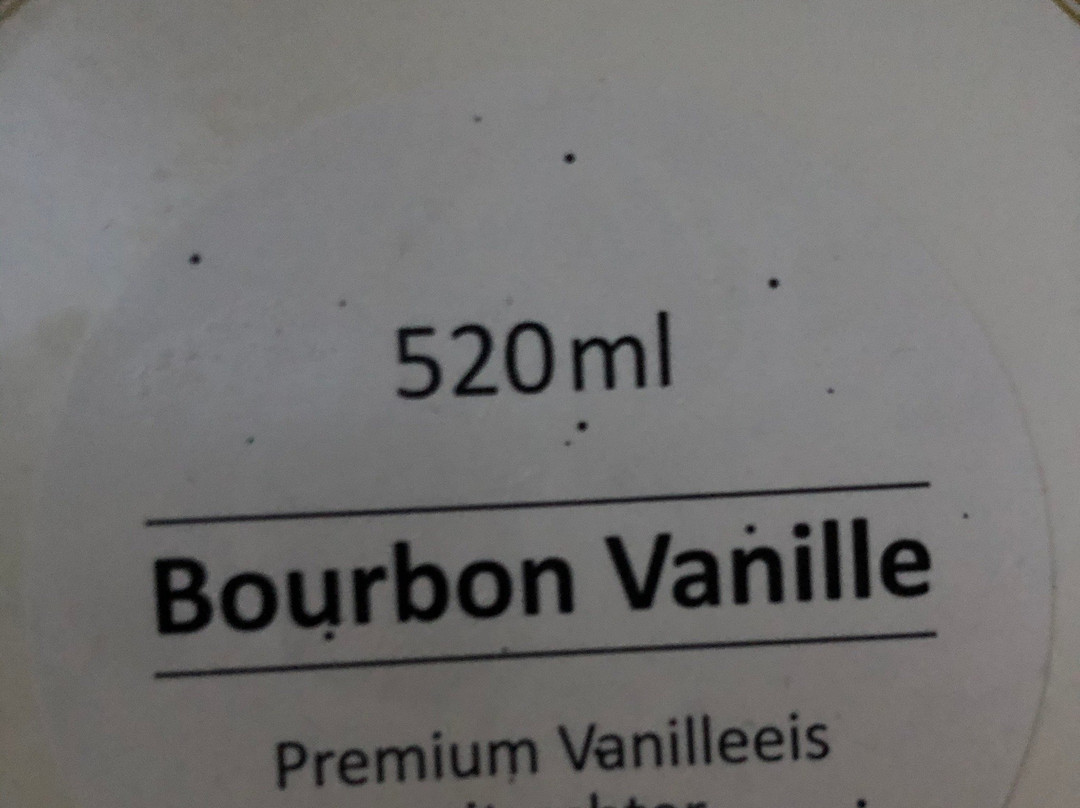 520ml
Bourbon Vanille
Premium Vanilleeis